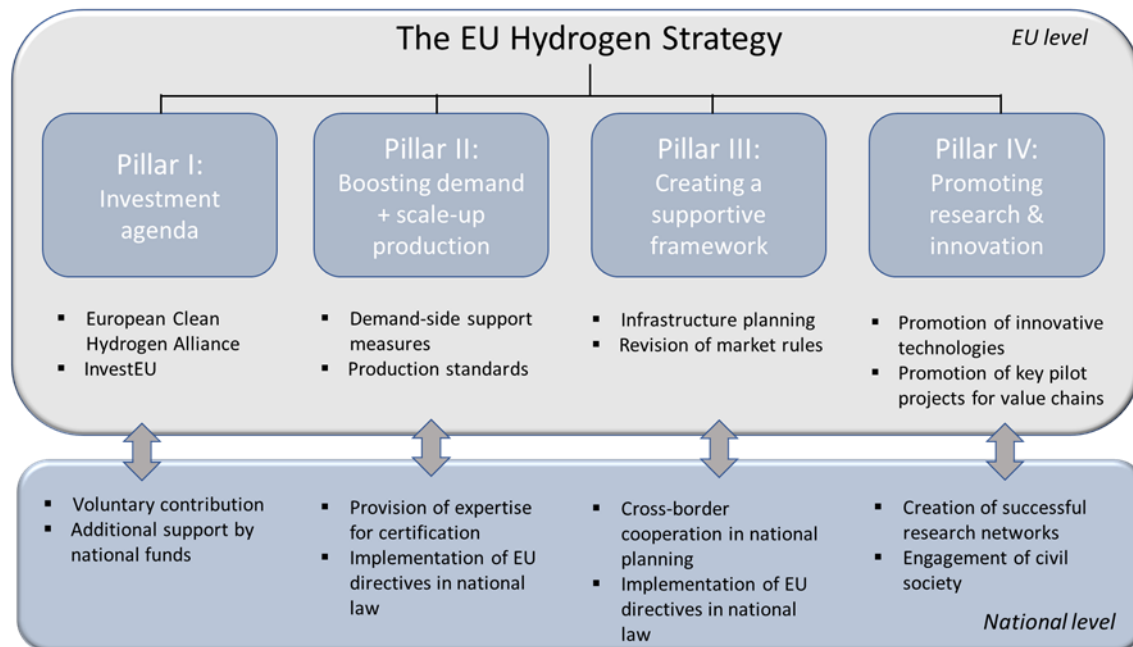 The EU Hydrogen Strategy
EU level
Pillar I:
Investment
agenda
Pillar II:
Boosting demand
+ scale-up
production
Pillar III:
Creating a
supportive
framework
Pillar IV:
Promoting
research &
innovation
▪ European Clean
Hydrogen Alliance
▪ InvestEU
▪ Demand-side support
measures
▪ Production standards
▪ Infrastructure planning
▪ Revision of market rules
▪ Promotion of innovative
technologies
▪ Promotion of key pilot
projects for value chains
▪ Voluntary contribution
▪ Additional support by
national funds
▪ Provision of expertise
for certification
▪ Implementation of EU
directives in national
law
▪ Cross-border
cooperation in national
planning
▪ Implementation of EU
directives in national
law
▪ Creation of successful
research networks
▪ Engagement of civil
society
National level